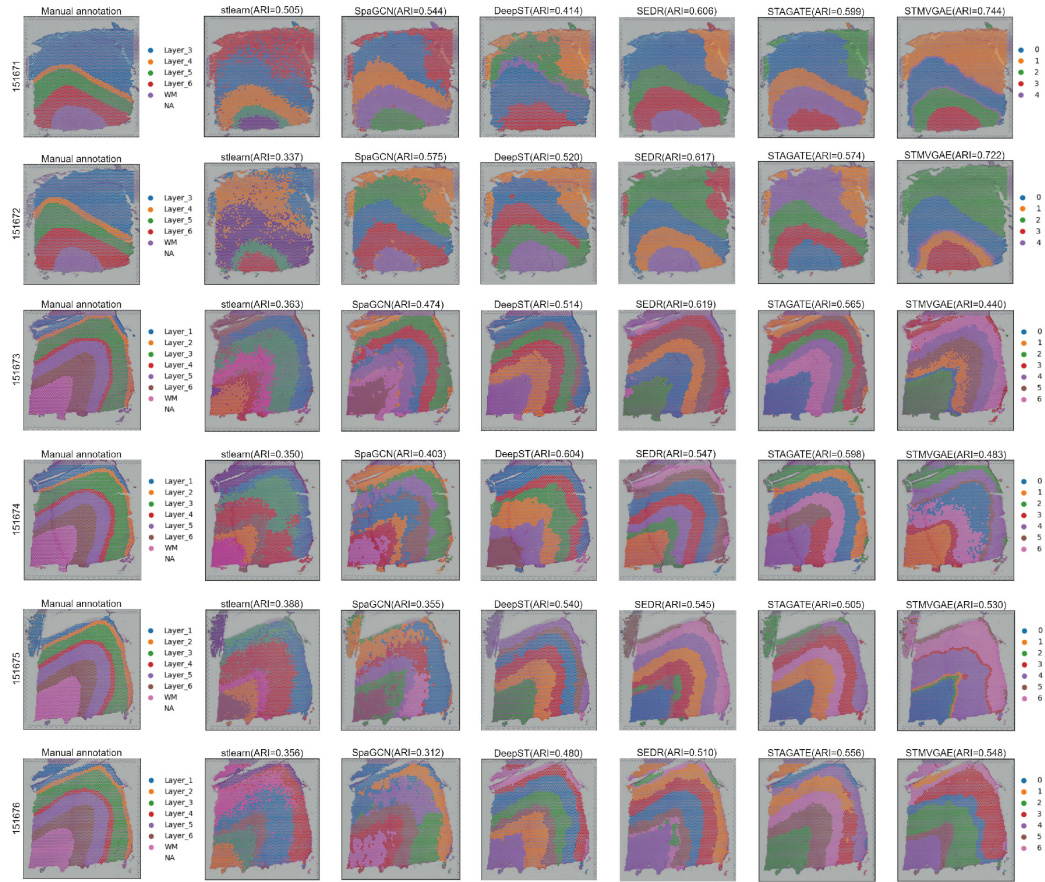 Manual annotation stlearn(ARI=0.505) SpaGCN(ARI=0.544) DeepST(ARI=0.414) SEDR(ARI=0.606) STAGATE(ARI=0.599) STMVGAE(ARI=0.744)
151671
Layer_3
Layer_4
Layer_5
Layer_6
WM
NA
0
1
2
3
4
Manual annotation stlearn(ARI=0.337) SpaGCN(ARI=0.575) DeepST(ARI=0.520) SEDR(ARI=0.617) STAGATE(ARI=0.574) STMVGAE(ARI=0.722)
151672
Layer_3
Layer_4
Layer_5
Layer_6
WM
NA
0
1
2
3
4
Manual annotation stlearn(ARI=0.363) SpaGCN(ARI=0.474) DeepST(ARI=0.514) SEDR(ARI=0.619) STAGATE(ARI=0.565) STMVGAE(ARI=0.440)
151673
Layer_1
Layer_2
Layer_3
Layer_4
Layer_5
Layer_6
WM
NA
0
1
2
3
4
5
6
Manual annotation stlearn(ARI=0.350) SpaGCN(ARI=0.403) DeepST(ARI=0.604) SEDR(ARI=0.547) STAGATE(ARI=0.598) STMVGAE(ARI=0.483)
151674
Layer_1
Layer_2
Layer_3
Layer_4
Layer_5
Layer_6
WM
NA
0
1
2
3
4
5
6
Manual annotation stlearn(ARI=0.388) SpaGCN(ARI=0.355) DeepST(ARI=0.540) SEDR(ARI=0.545) STAGATE(ARI=0.505) STMVGAE(ARI=0.530)
151675
Layer_1
Layer_2
Layer_3
Layer_4
Layer_5
Layer_6
WM
NA
0
1
2
3
4
5
6
Manual annotation stlearn(ARI=0.356) SpaGCN(ARI=0.312) DeepST(ARI=0.480) SEDR(ARI=0.510) STAGATE(ARI=0.556) STMVGAE(ARI=0.548)
151676
Layer_1
Layer_2
Layer_3
Layer_4
Layer_5
Layer_6
WM
NA
0
1
2
3
4
5
6